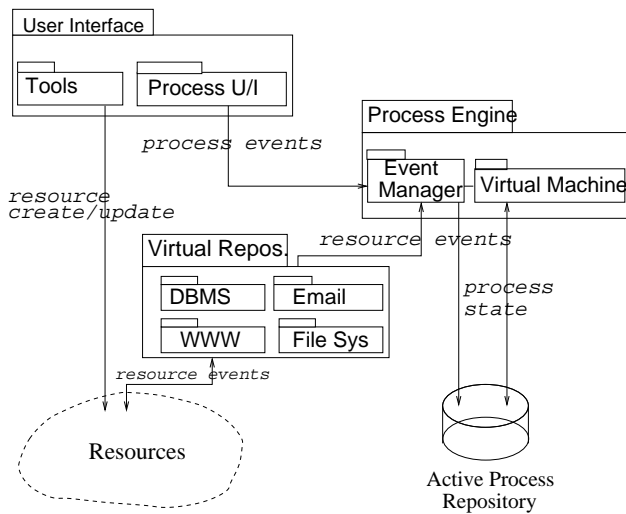 User Interface
Tools
Process U/I
Process Engine
process events
Event
Manager
Virtual Machine
resource
create/update
Virtual Repos.
resource events
DBMS
Email
WWW
File Sys
process
state
resource events
Resources
Active Process
Repository